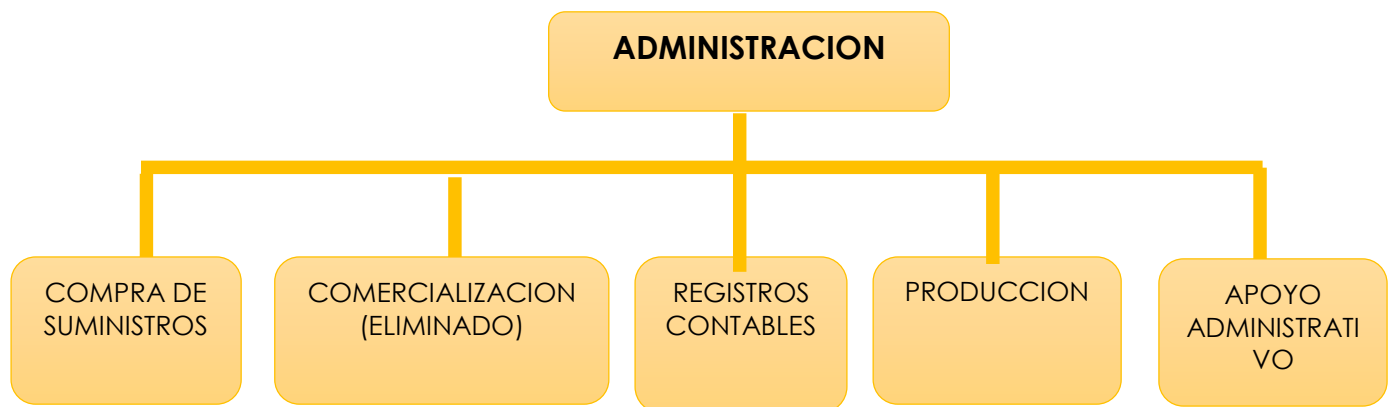 ADMINISTRACION
COMPRA DE
SUMINISTROS
COMERCIALIZACION
(ELIMINADO)
REGISTROS
CONTABLES
PRODUCCION
APOYO
ADMINISTRATI
VO